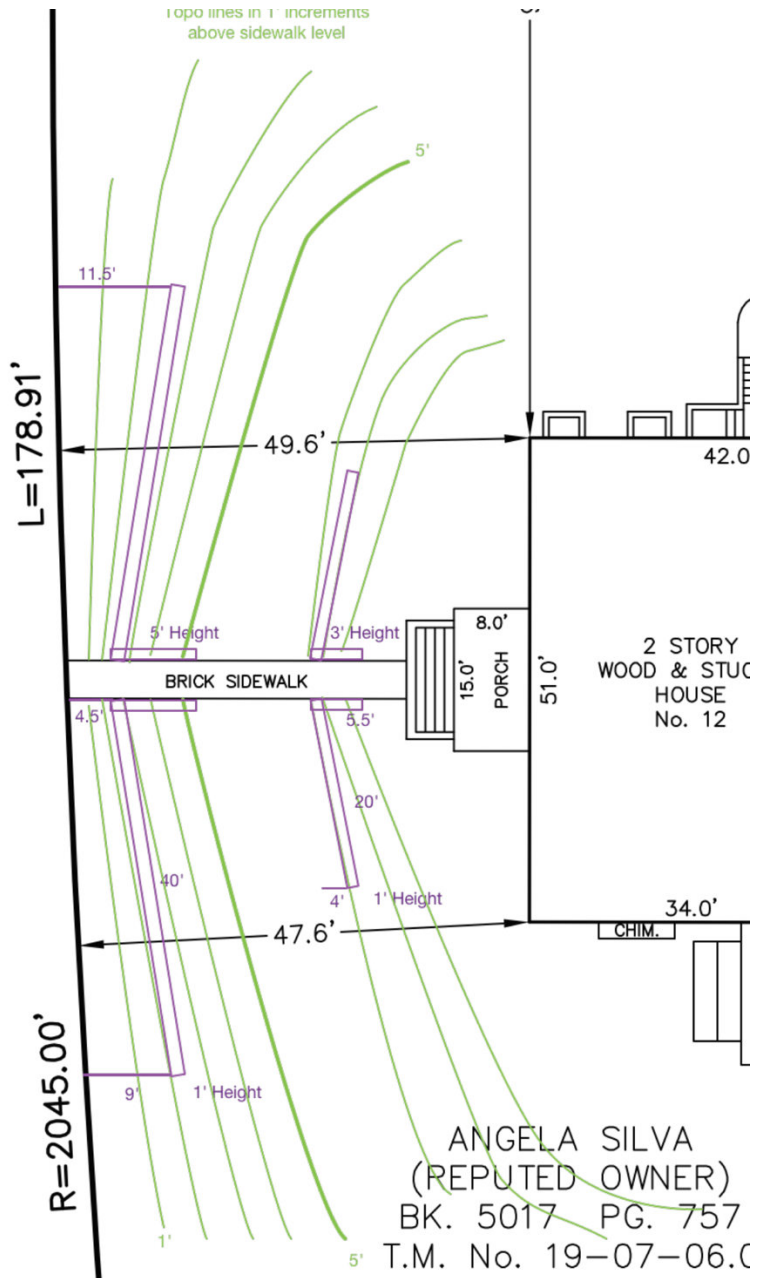 Topo lines in 1' increments
above sidewalk level
5'
11.5'
L=178.91'
49.6'
42.0
5' Height
3' Height
8.0'
15.0'
PORCH
51.0'
2 STORY
WOOD & STUC
HOUSE
No. 12
BRICK SIDEWALK
4.5'
5.5'
20'
40'
4'
1' Height
34.0'
CHIM.
47.6'
R=2045.00'
9'
1' Height
ANGELA SILVA
(REPUTED OWNER)
BK. 5017 PG. 757
T.M. No. 19-07-06.0
1'
5'